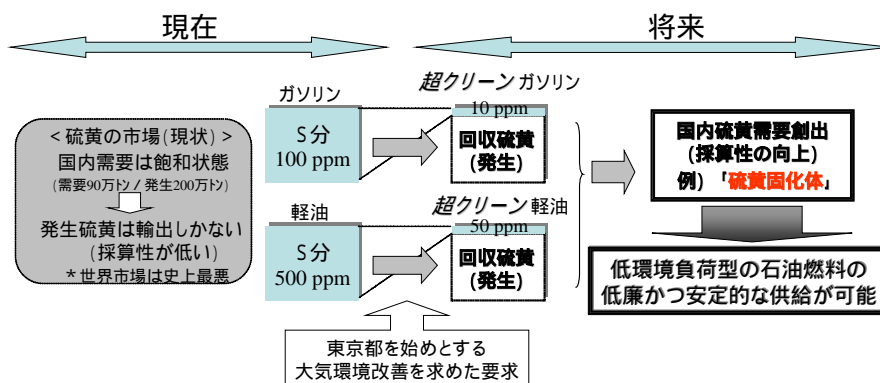 現在
将来
<硫黄の市場(現状)>
国内需要は飽和状態
(需要90万トン/発生200万トン)
発生硫黄は輸出しかない
(採算性が低い)
*世界市場は史上最悪
ガソリン
S分
100 ppm
超クリーン ガソリン
10 ppm
回収硫黄
(発生)
軽油
S分
500 ppm
超クリーン 軽油
50 ppm
回収硫黄
(発生)
東京都を始めとする
大気環境改善を求めた要求
国内硫黄需要創出
(採算性の向上)
例)「硫黄固化体」
低環境負荷型の石油燃料の
低廉かつ安定的な供給が可能